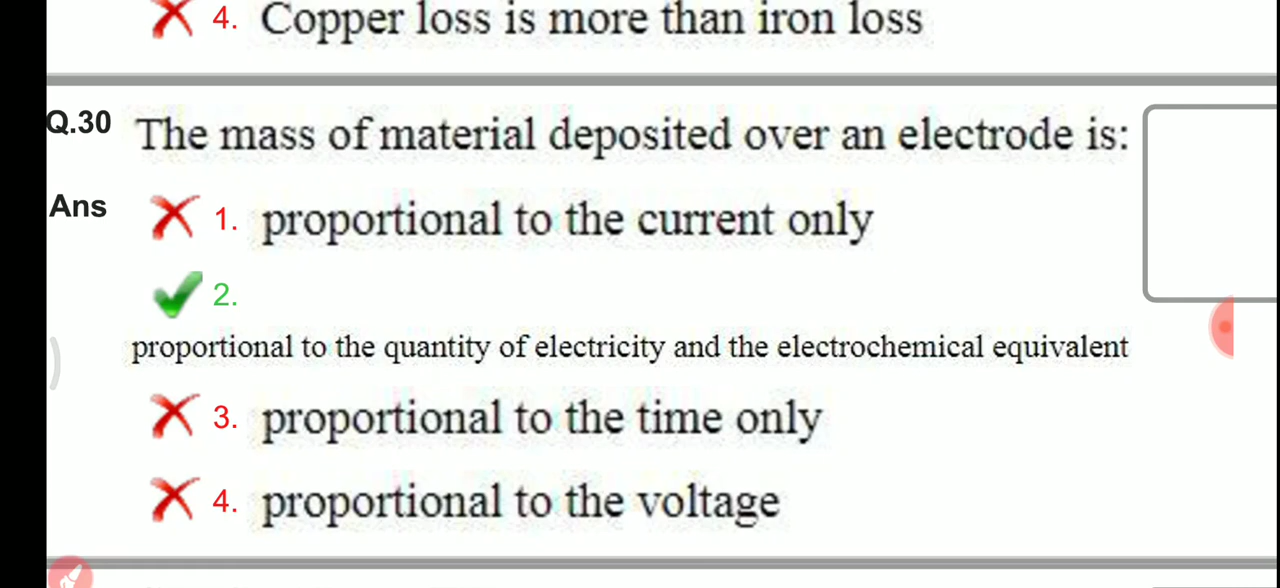 4. Copper loss is more than iron loss
Q.30 The mass of material deposited over an electrode is:
Ans 1. proportional to the current only
2.
proportional to the quantity of electricity and the electrochemical equivalent
3. proportional to the time only
4. proportional to the voltage